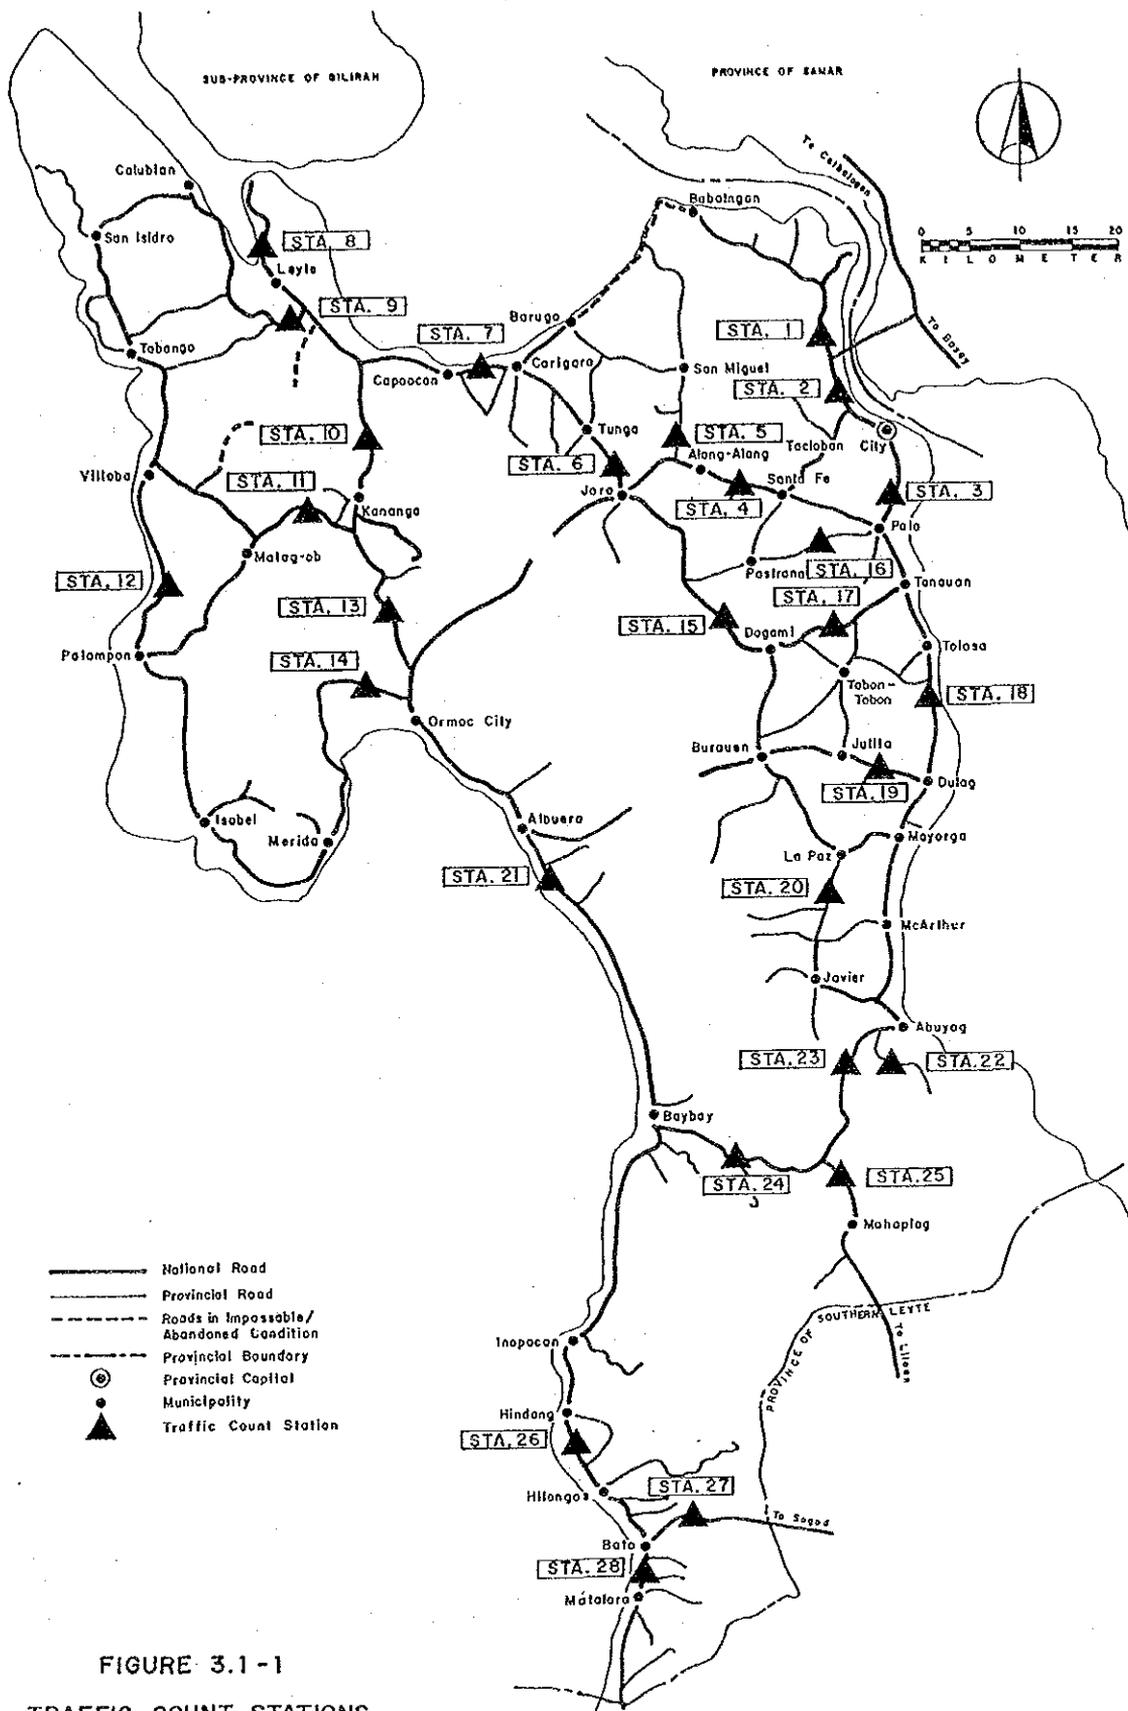 SUB-PROVINCE OF BILIRAN
PROVINCE OF SAMAR
To Catbalogan
Calubian
Babatngan
San Isidro
STA. 8
0 5 10 15 20
KILOMETER
Leyte
STA. 9
Barugo
STA. 1
To Basey
STA. 7
Tabango
Carigara
San Miguel
Capoocan
STA. 2
STA. 10
Tunga
STA. 5
Tacloban City
Alang-Alang
STA. 6
Villaba
STA. 11
Santa Fe
Jaro
STA. 4
STA. 3
Kananga
Palo
Matag-ob
Pastrana
STA. 16
STA. 12
Tanauan
STA. 17
STA. 13
STA. 15
Dagami
Tolosa
Palompon
STA. 14
Tabon-
Tobon
STA. 18
Ormoc City
Burauen
Julita
Dulag
STA. 19
Isabel
Albuera
Mayorga
Merida
La Paz
STA. 21
STA. 20
McArthur
Javier
Abuyog
STA. 23
STA. 22
Baybay
STA. 24
STA. 25
Mahaplag
National Road
Provincial Road
Roads in Impassable/
Abandoned Condition
Provincial Boundary
Provincial Capital
Municipality
Traffic Count Station
PROVINCE OF SOUTHERN LEYTE
To Liloan
Inopacan
Hindang
STA. 26
STA. 27
Hilongos
To Sogod
Bato
STA. 28
Matalom
FIGURE 3.1-1
TRAFFIC COUNT STATIONS